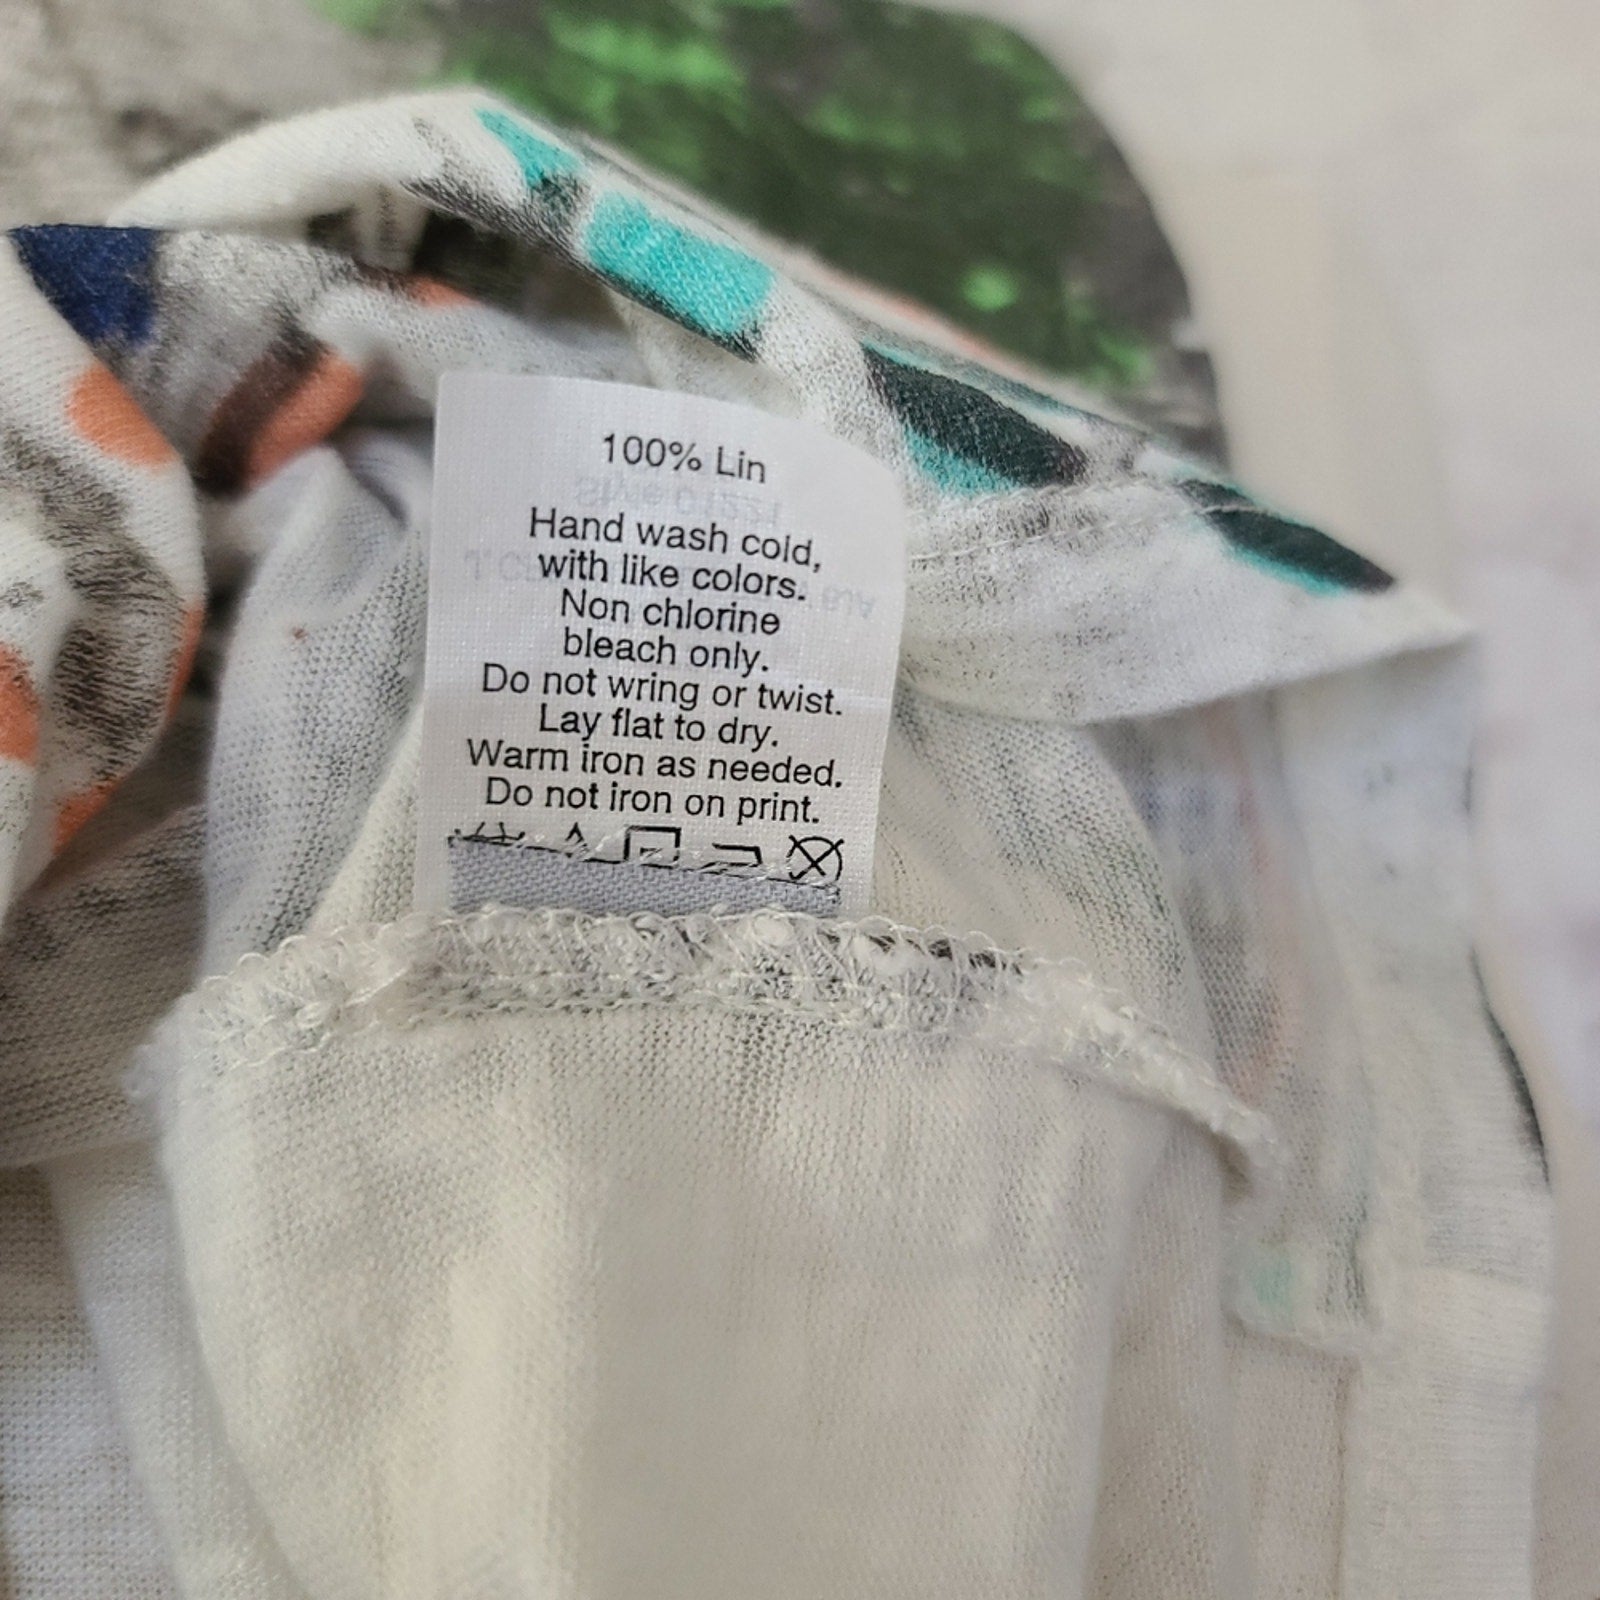 100% Lin
Hand wash cold,
with like colors.
Non chlorine
bleach only.
Do not wring or twist.
Lay flat to dry.
Warm iron as needed.
Do not iron on print.